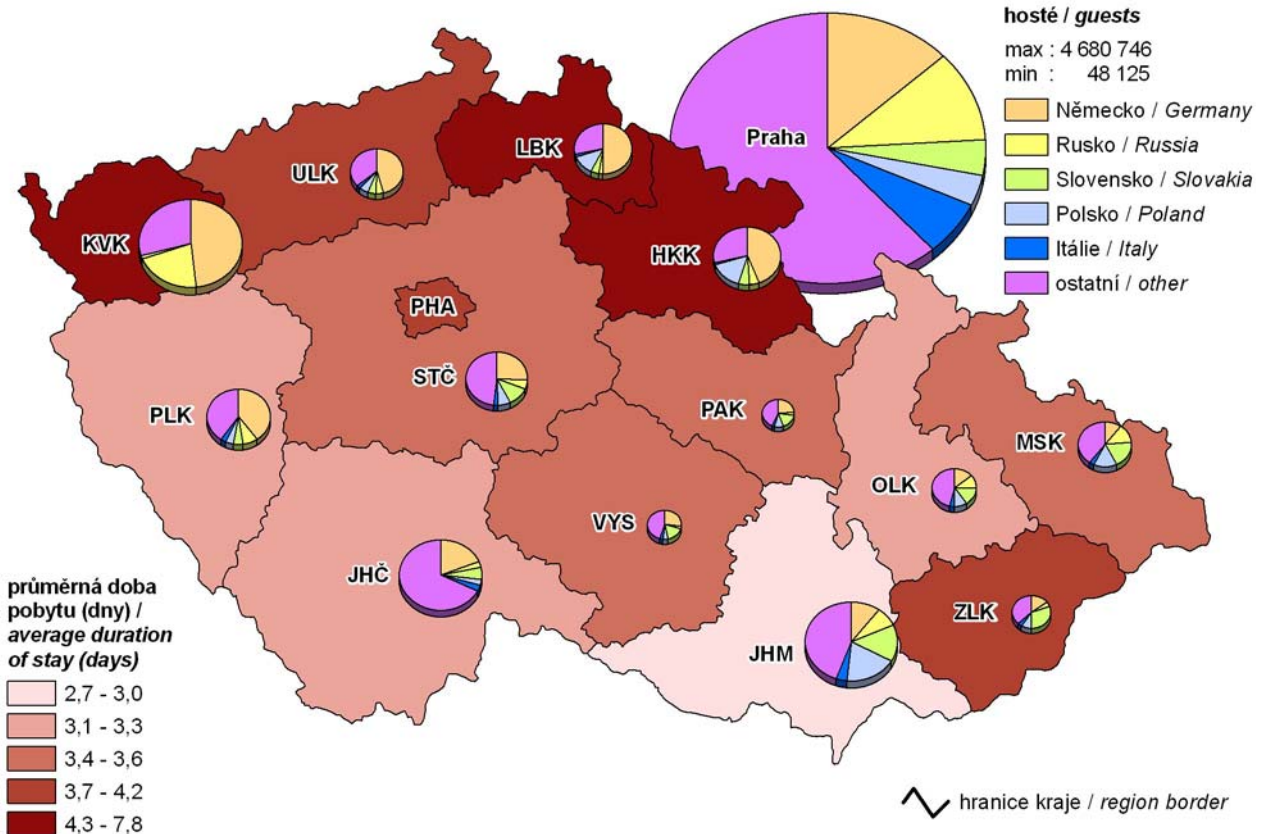 hosté / guests
max : 4 680 746
min : 48 125
Německo / Germany
Rusko / Russia
Slovensko / Slovakia
Polsko / Poland
Itálie / Italy
ostatní / other
Praha
LBK
ULK
KVK
HKK
PHA
STČ
PLK
PAK
MSK
OLK
VYS
JHČ
ZLK
JHM
průměrná doba
pobytu (dny) /
average duration
of stay (days)
2,7 - 3,0
3,1 - 3,3
3,4 - 3,6
3,7 - 4,2
4,3 - 7,8
hranice kraje / region border